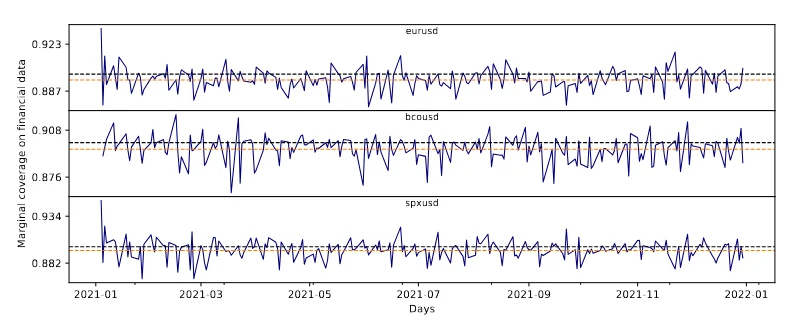 eurusd
0.923
0.887
bcousd
0.908
0.876
spxusd
0.934
0.882
Marginal coverage on financial data
2021-01 2021-03 2021-05 2021-07 2021-09 2021-11 2022-01
Days